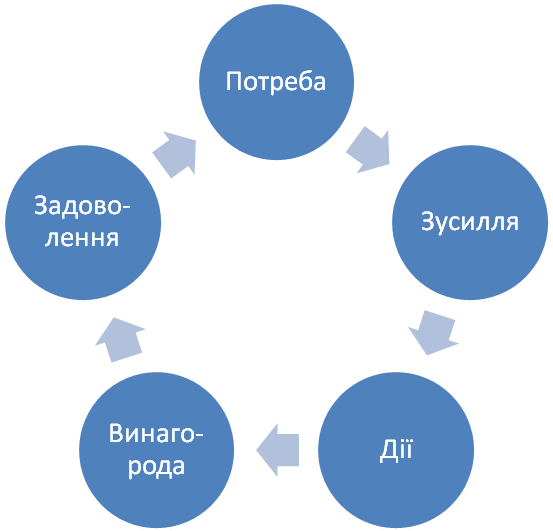 Потреба
Зусилля
Дії
Винаго-
рода
Задово-
лення